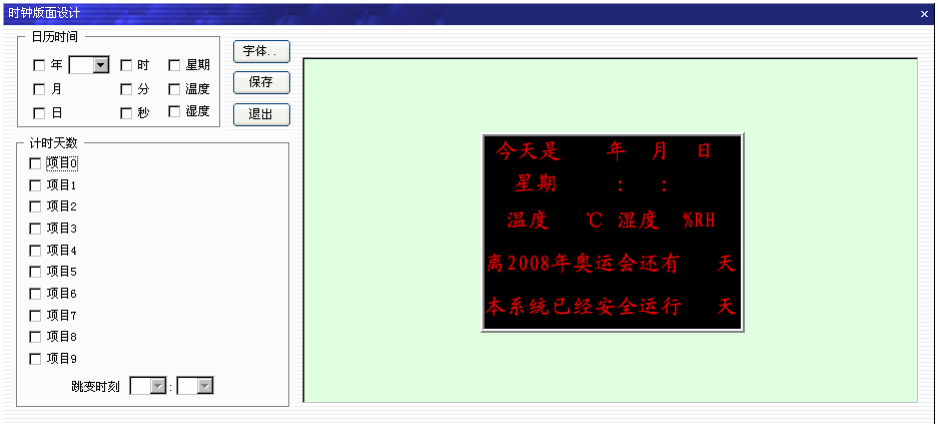 时钟版面设计
日历时间
年 时 星期
月 分 温度
日 秒 湿度
字体..
保存
退出
计时天数
项目0
项目1
项目2
项目3
项目4
项目5
项目6
项目7
项目8
项目9
跳变时刻 :
今天是 年 月 日
星期 : :
温度 ℃ 湿度 %RH
离2008年奥运会还有 天
本系统已经安全运行 天